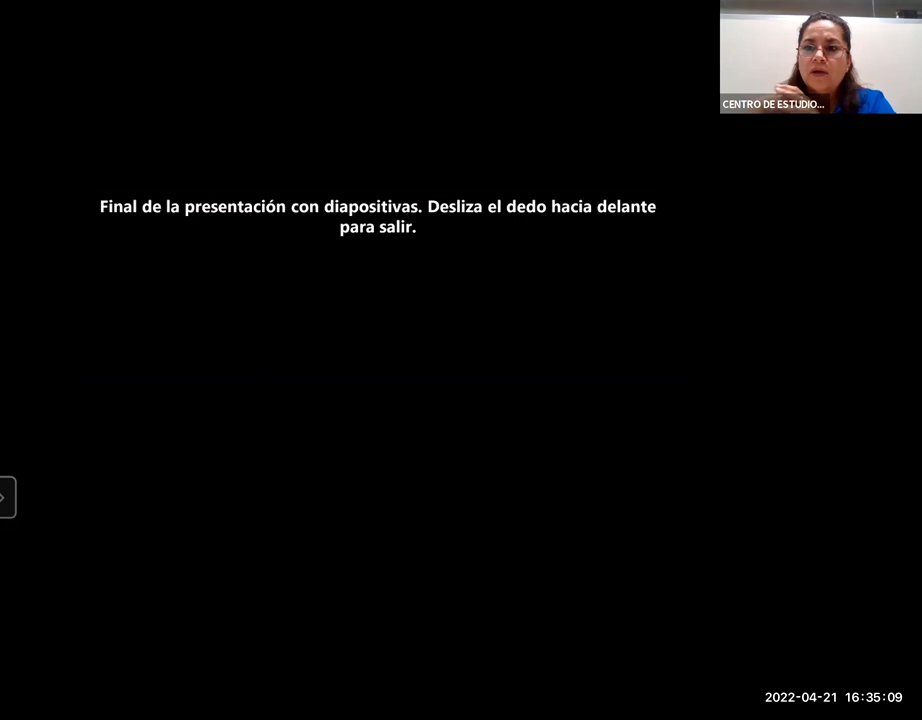 CENTRO DE ESTUDIO...
Final de la presentación con diapositivas. Desliza el dedo hacia delante
para salir.
2022-04-21 16:35:09